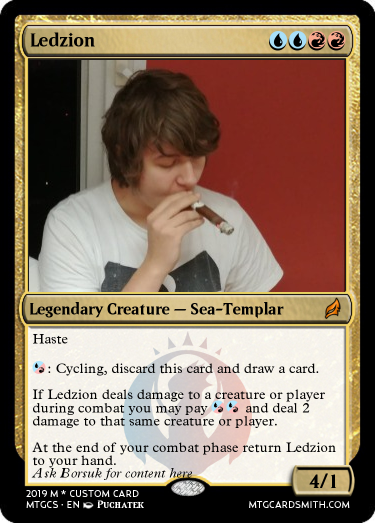 Ledzion
Legendary Creature — Sea-Templar
Haste
: Cycling, discard this card and draw a card.
If Ledzion deals damage to a creature or player
during combat you may pay and deal 2
damage to that same creature or player.
At the end of your combat phase return Ledzion
to your hand.
Ask Borsuk for content here
4/1
2019 M * CUSTOM CARD
MTGCS · EN Puchatek
MTGCARDSMITH.COM